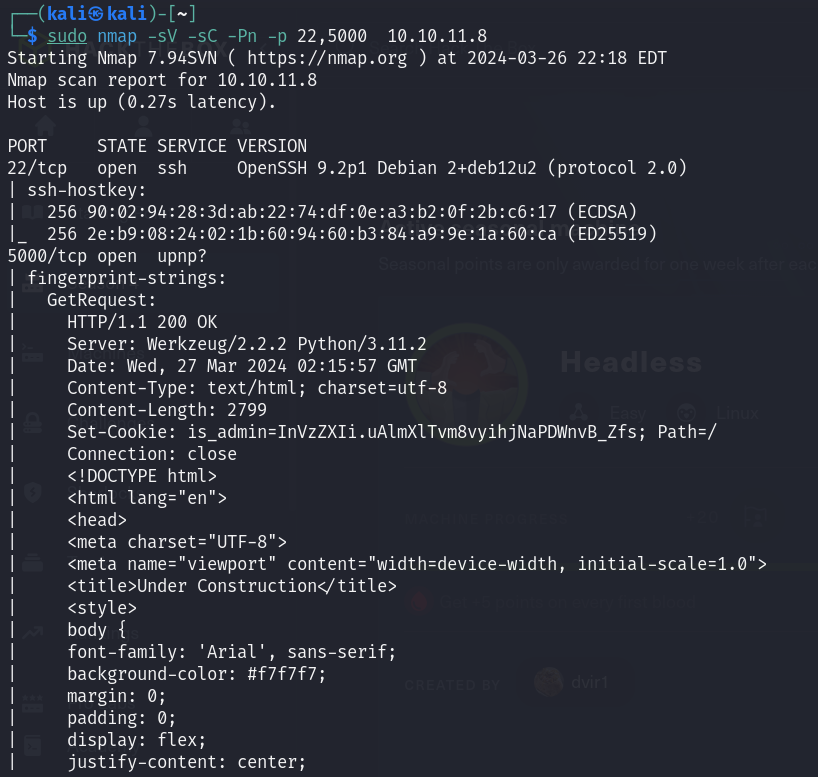 ┌──(kali㉿kali)-[~]
└─$ sudo nmap -sV -sC -Pn -p 22,5000  10.10.11.8
Starting Nmap 7.94SVN ( https://nmap.org ) at 2024-03-26 22:18 EDT
Nmap scan report for 10.10.11.8
Host is up (0.27s latency).

PORT     STATE SERVICE VERSION
22/tcp   open  ssh     OpenSSH 9.2p1 Debian 2+deb12u2 (protocol 2.0)
| ssh-hostkey:
|   256 90:02:94:28:3d:ab:22:74:df:0e:a3:b2:0f:2b:c6:17 (ECDSA)
|_  256 2e:b9:08:24:02:1b:60:94:60:b3:84:a9:9e:1a:60:ca (ED25519)
5000/tcp open  upnp?
| fingerprint-strings:
Seasonal points are only awarded for one week after
|   GetRequest:
|     HTTP/1.1 200 OK
|     Server: Werkzeug/2.2.2 Python/3.11.2
|     Date: Wed, 27 Mar 2024 02:15:57 GMT
Headless
|     Content-Type: text/html; charset=utf-8
|     Content-Length: 2799
Easy Linux
|     Set-Cookie: is_admin=InVzZXIi.uAlmXlTvm8vyihjNaPDWnvB_Zfs; Path=/
|     Connection: close
|     <!DOCTYPE html>
|     <html lang="en">
|     <head>
MACHINE PROGRESS
|     <meta charset="UTF-8">
|     <meta name="viewport" content="width=device-width, initial-scale=1.0">
|     <title>Under Construction</title>
|     <style>
|     body {
|     font-family: 'Arial', sans-serif;
|     background-color: #f7f7f7;
CREATED BY dvir1
|     margin: 0;
|     padding: 0;
|     display: flex;
|     justify-content: center;